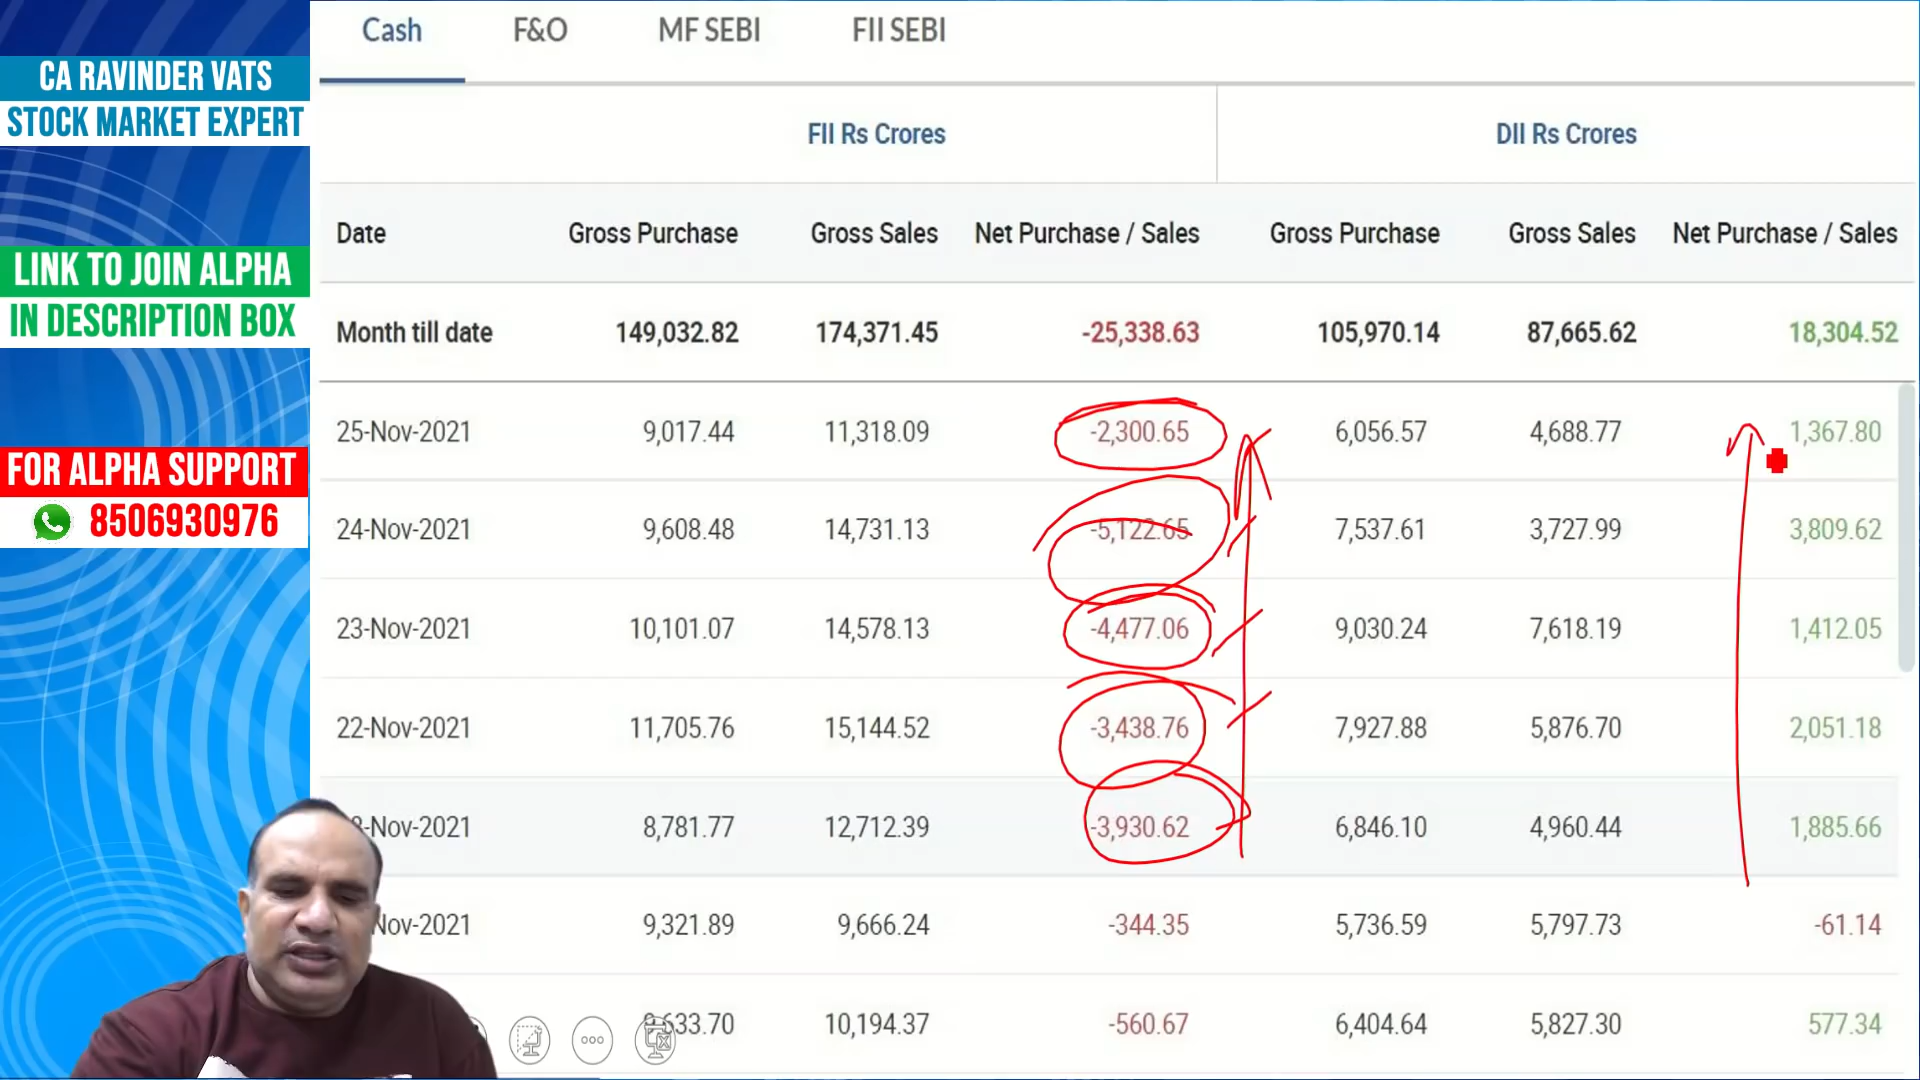 CA RAVINDER VATS
STOCK MARKET EXPERT
LINK TO JOIN ALPHA
IN DESCRIPTION BOX
FOR ALPHA SUPPORT
8506930976
Cash F&O MF SEBI FII SEBI
FII Rs Crores DII Rs Crores
Date Gross Purchase Gross Sales Net Purchase / Sales Gross Purchase Gross Sales Net Purchase / Sales
Month till date 149,032.82 174,371.45 -25,338.63 105,970.14 87,665.62 18,304.52
25-Nov-2021 9,017.44 11,318.09 -2,300.65 6,056.57 4,688.77 1,367.80
24-Nov-2021 9,608.48 14,731.13 -5,122.65 7,537.61 3,727.99 3,809.62
23-Nov-2021 10,101.07 14,578.13 -4,477.06 9,030.24 7,618.19 1,412.05
22-Nov-2021 11,705.76 15,144.52 -3,438.76 7,927.88 5,876.70 2,051.18
-Nov-2021 8,781.77 12,712.39 -3,930.62 6,846.10 4,960.44 1,885.66
Nov-2021 9,321.89 9,666.24 -344.35 5,736.59 5,797.73 -61.14
633.70 10,194.37 -560.67 6,404.64 5,827.30 577.34